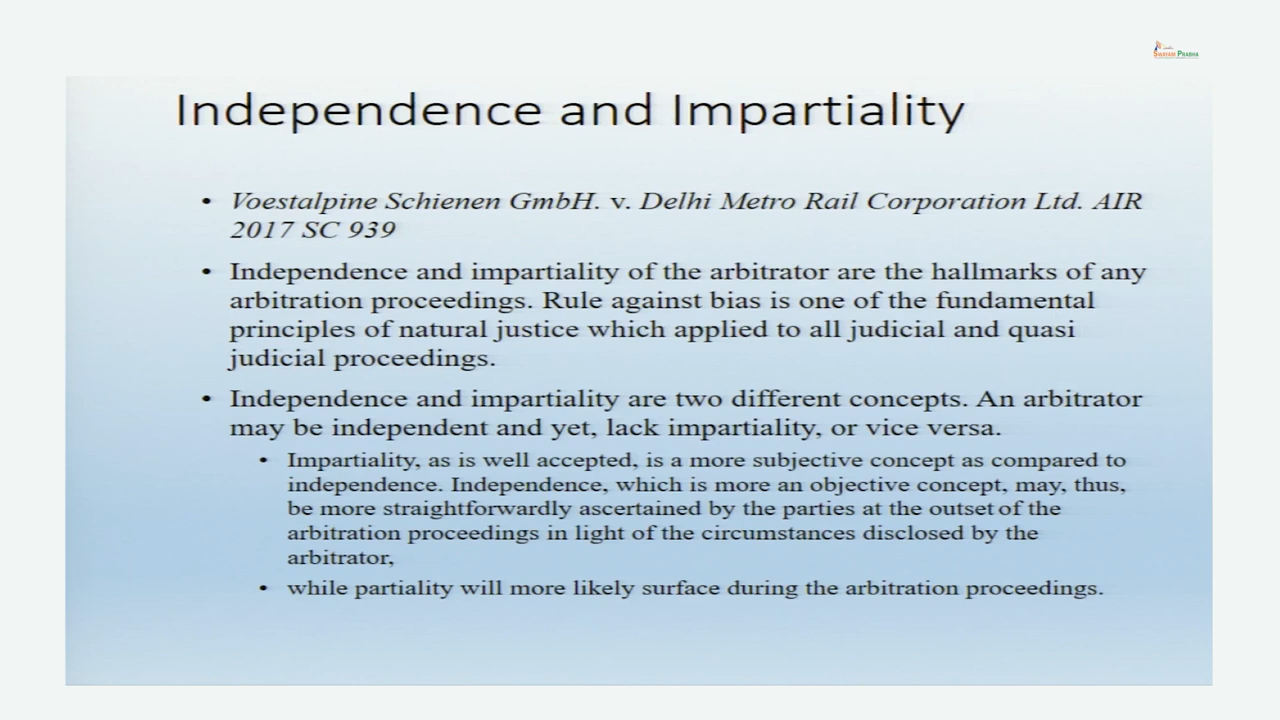 SWAYAM PRABHA
Independence and Impartiality
• Voestalpine Schienen GmbH. v. Delhi Metro Rail Corporation Ltd. AIR
2017 SC 939
• Independence and impartiality of the arbitrator are the hallmarks of any
arbitration proceedings. Rule against bias is one of the fundamental
principles of natural justice which applied to all judicial and quasi
judicial proceedings.
• Independence and impartiality are two different concepts. An arbitrator
may be independent and yet, lack impartiality, or vice versa.
• Impartiality, as is well accepted, is a more subjective concept as compared to
independence. Independence, which is more an objective concept, may, thus,
be more straightforwardly ascertained by the parties at the outset of the
arbitration proceedings in light of the circumstances disclosed by the
arbitrator,
• while partiality will more likely surface during the arbitration proceedings.